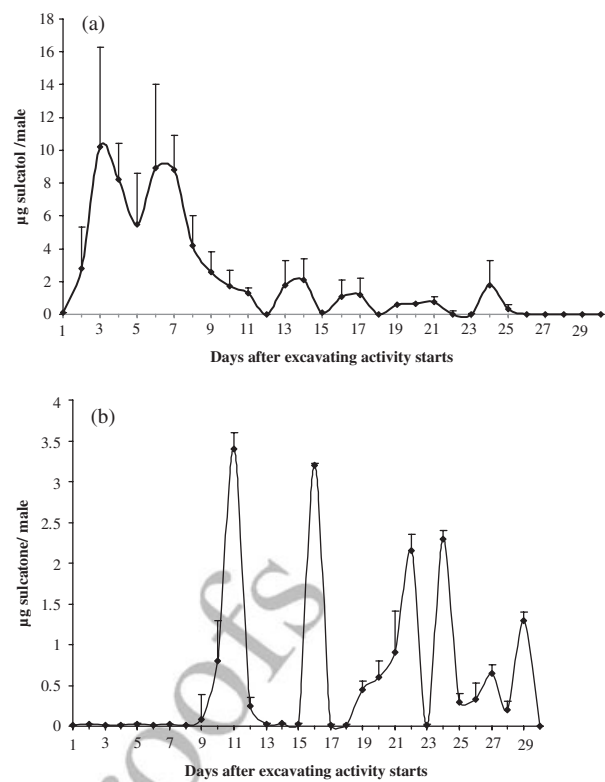 (a)
µg sulcatol /male
18
16
14
12
10
8
6
4
2
0
1 3 5 7 9 11 13 15 17 19 21 23 25 27 29
Days after excavating activity starts
(b)
µg sulcatone/ male
4
3.5
3
2.5
2
1.5
1
0.5
0
1 3 5 7 9 11 13 15 17 19 21 23 25 27 29
Days after excavating activity starts
oofs